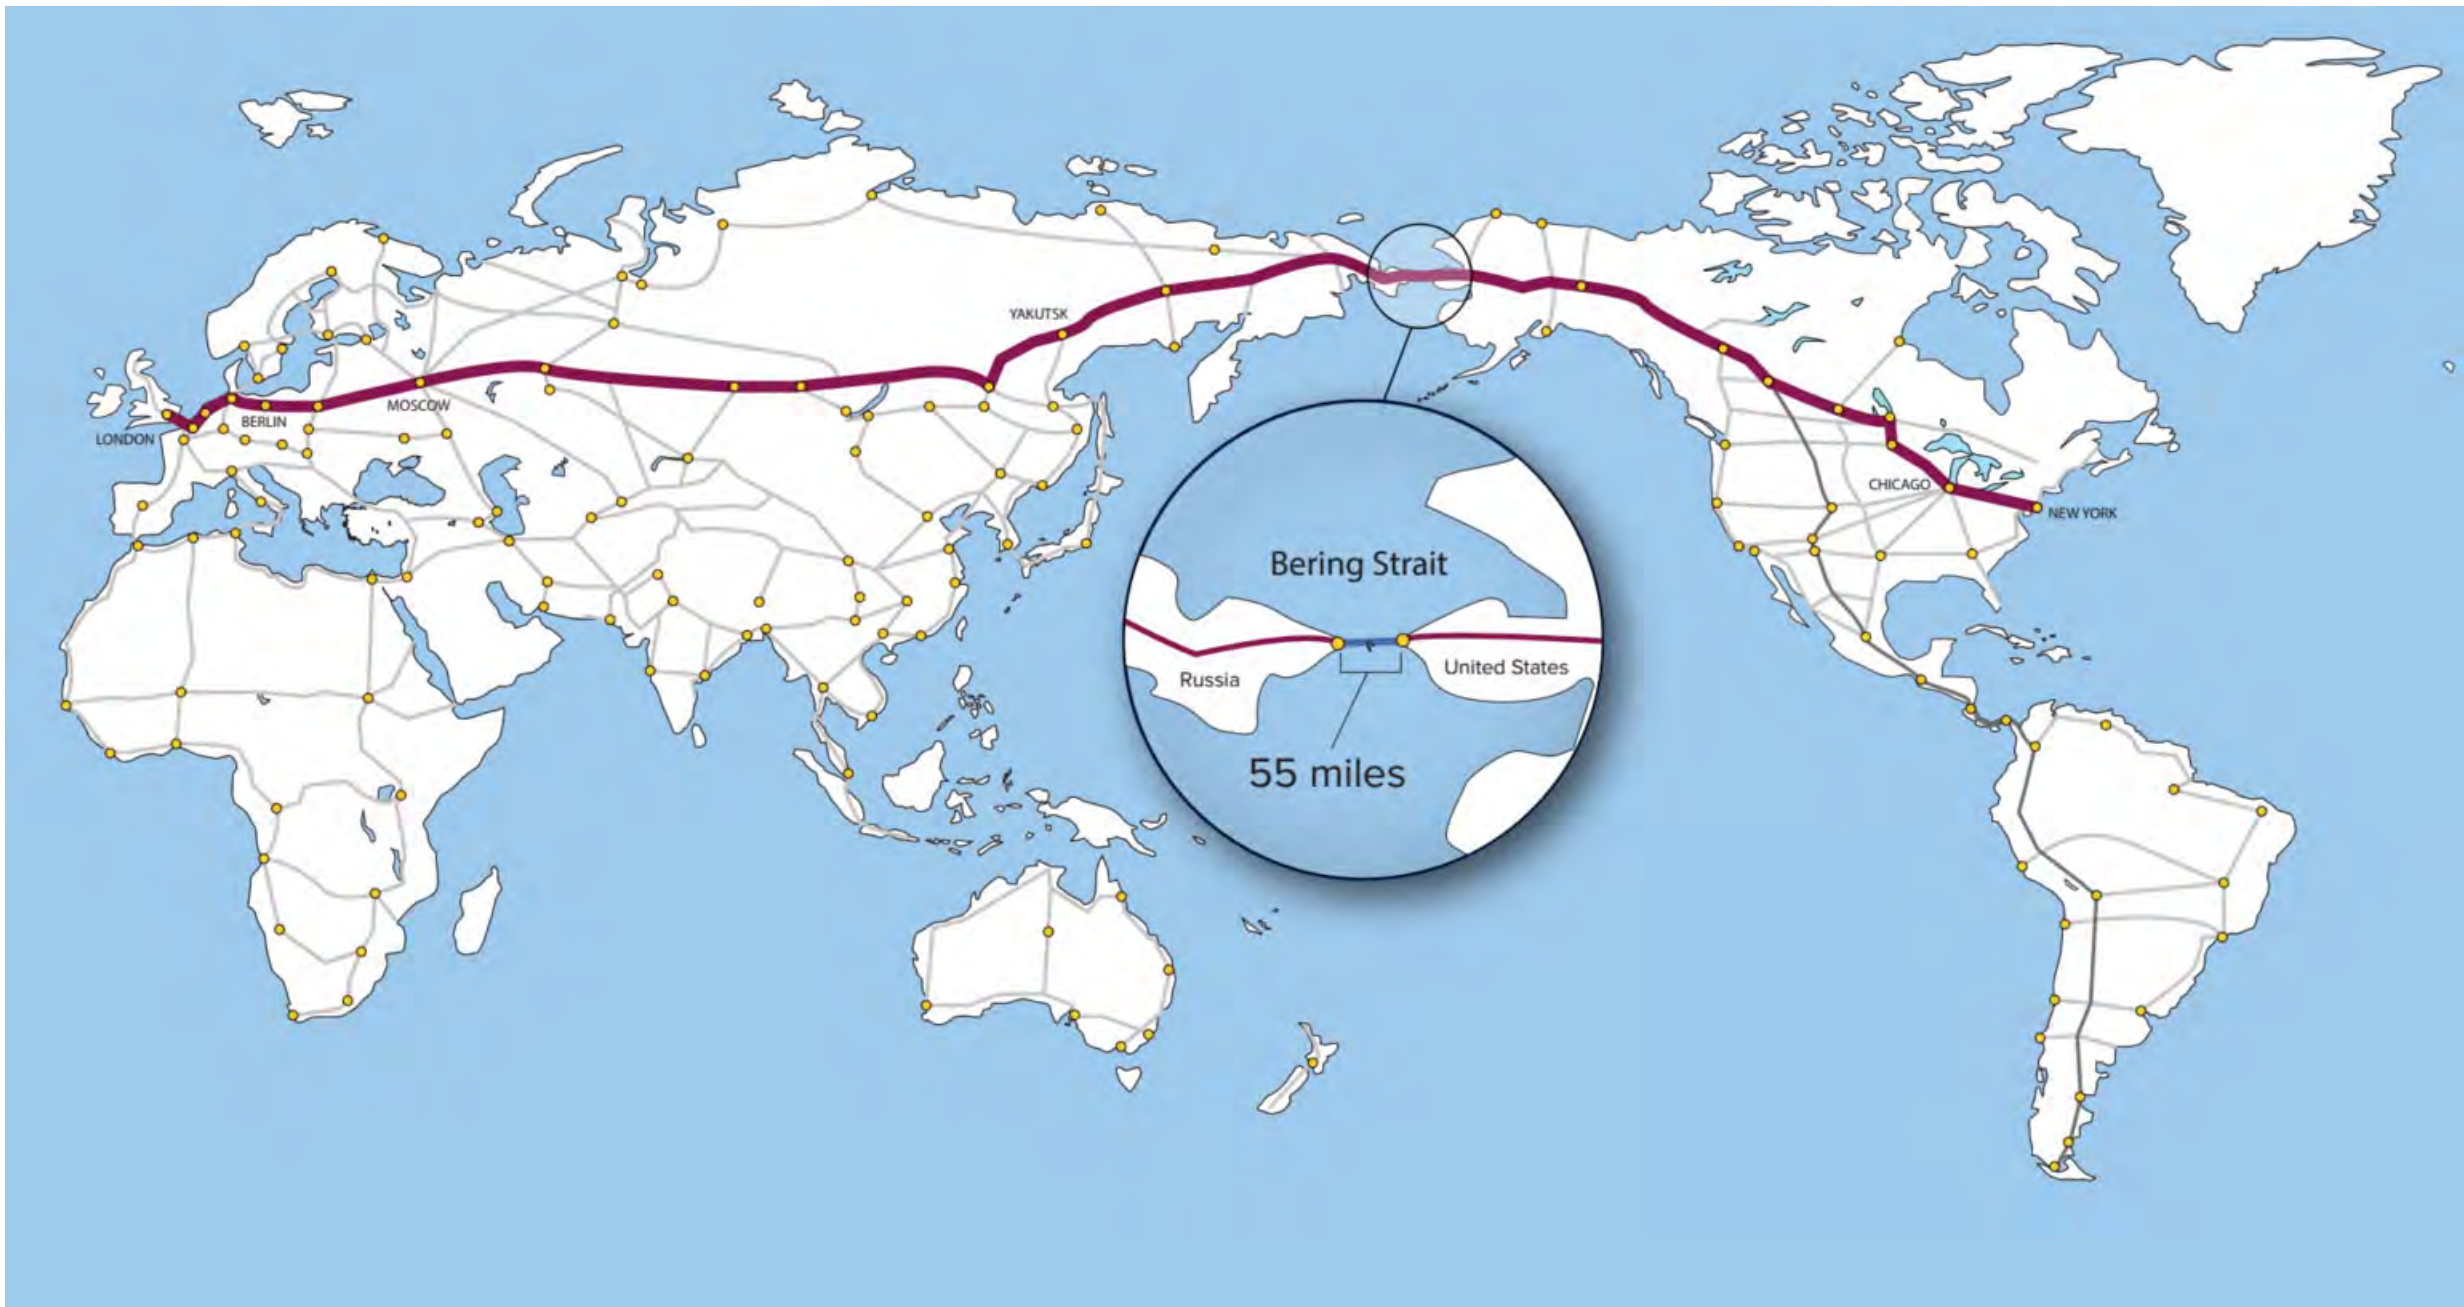 YAKUTSK
MOSCOW
BERLIN
LONDON
CHICAGO
NEW YORK
Bering Strait
Russia
United States
55 miles